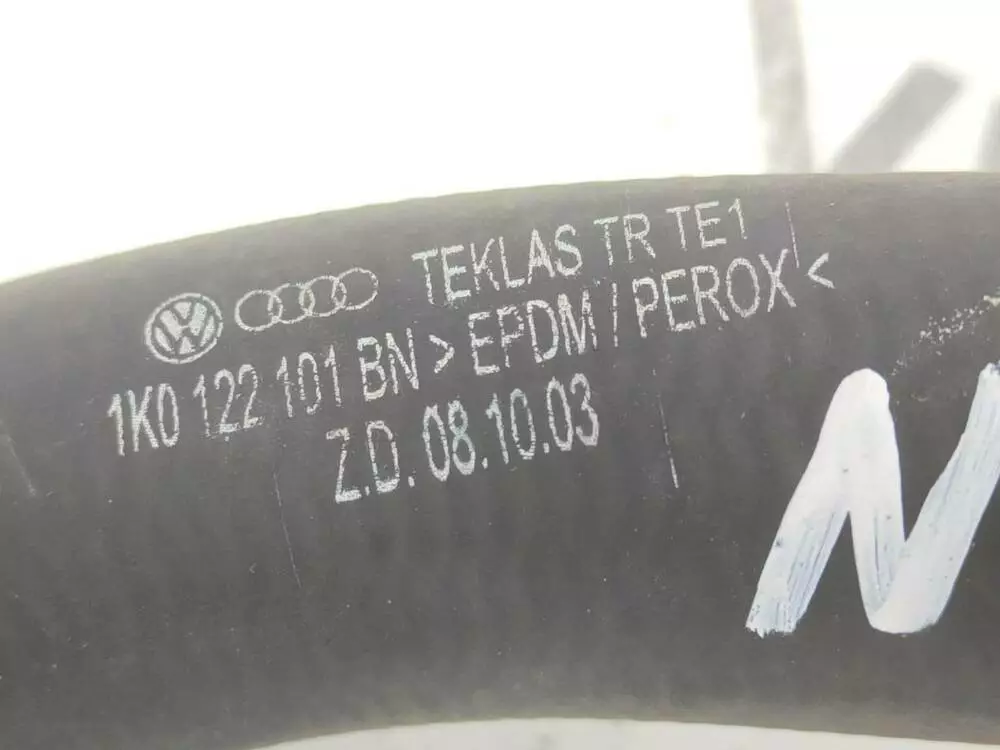 TEKLAS TR TE1
1K0 122 101 BN > EPDM / PEROX <
Z.D. 08.10.03
N